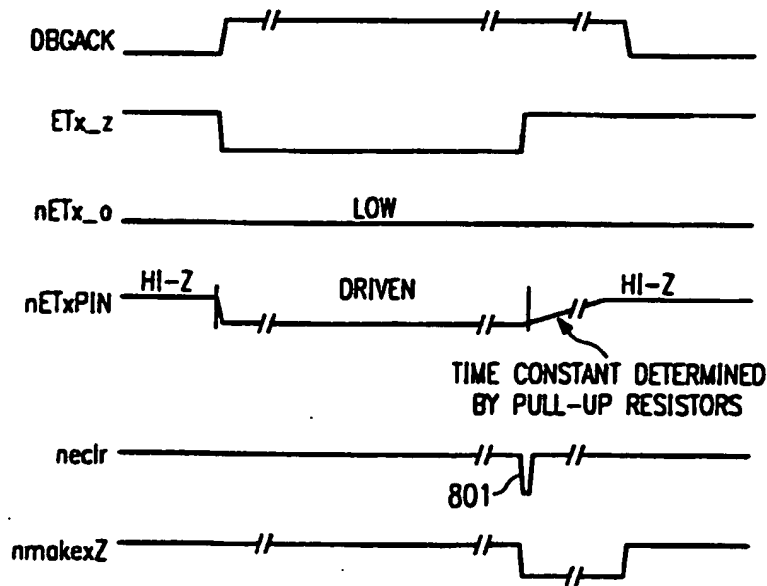 DBGACK
ETx_z
nETx_o
LOW
nETxPIN
HI-Z
DRIVEN
HI-Z
TIME CONSTANT DETERMINED
BY PULL-UP RESISTORS
neclr
801
nmakexZ